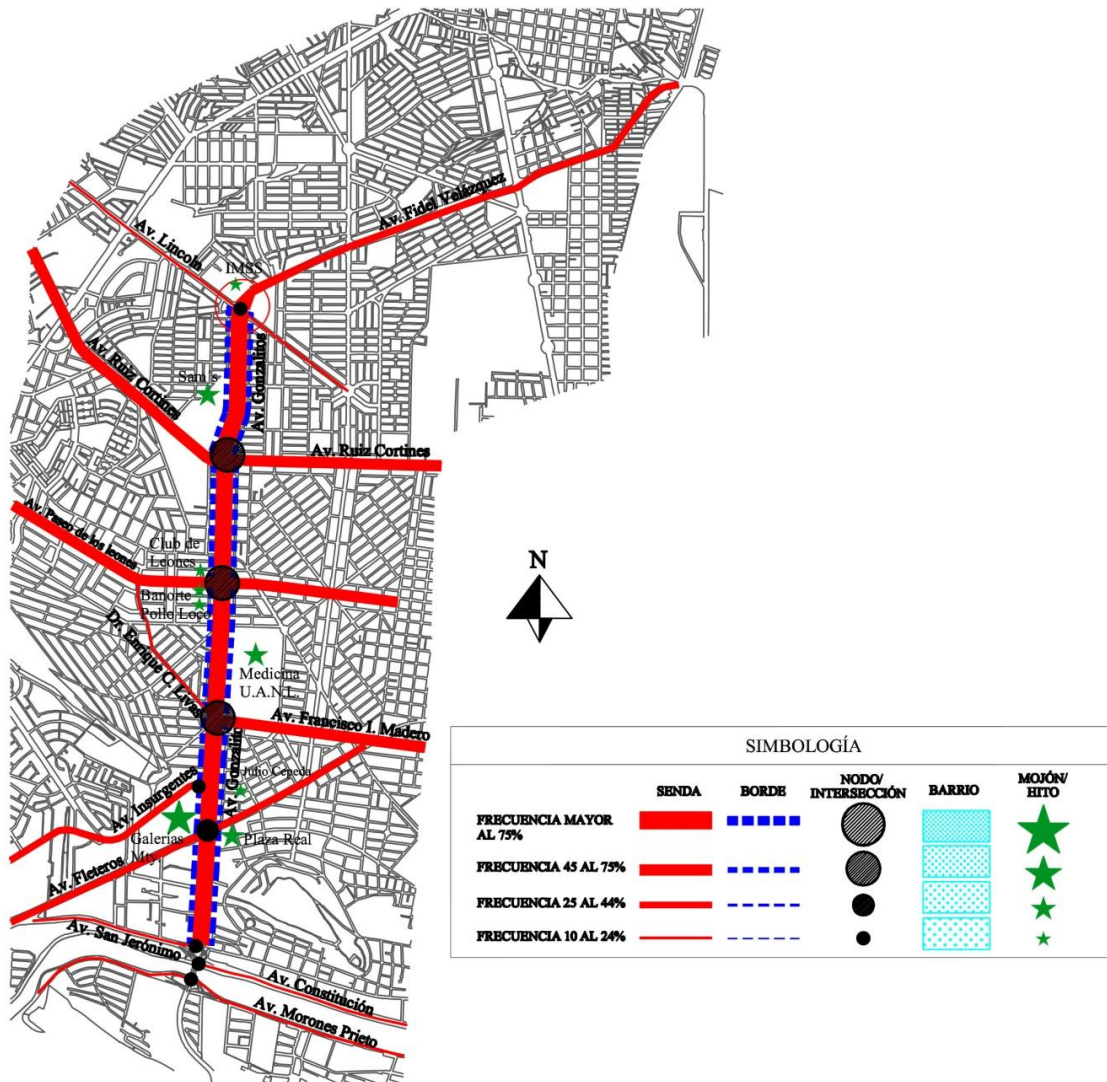 Av. Fidel Velázquez
Av. Lincoln
IMSS
Av. Ruiz Cortines
Sam´s
Av. Gonzalitos
Av. Ruiz Cortines
Av. Paseo de los leones
Club de
Leones
Banorte
Pollo Loco
Dr. Enrique C. Livas
Medicina
U.A.N.L.
Av. Francisco I. Madero
Av. Gonzalito
Julio Cepeda
Av. Insurgentes
Galerias
Mty.
Plaza Real
Av. Fleteros
Av. San Jerónimo
Av. Constitución
Av. Morones Prieto
N
SIMBOLOGÍA
SENDA
BORDE
NODO/
INTERSECCIÓN
BARRIO
MOJÓN/
HITO
FRECUENCIA MAYOR
AL 75%
FRECUENCIA 45 AL 75%
FRECUENCIA 25 AL 44%
FRECUENCIA 10 AL 24%